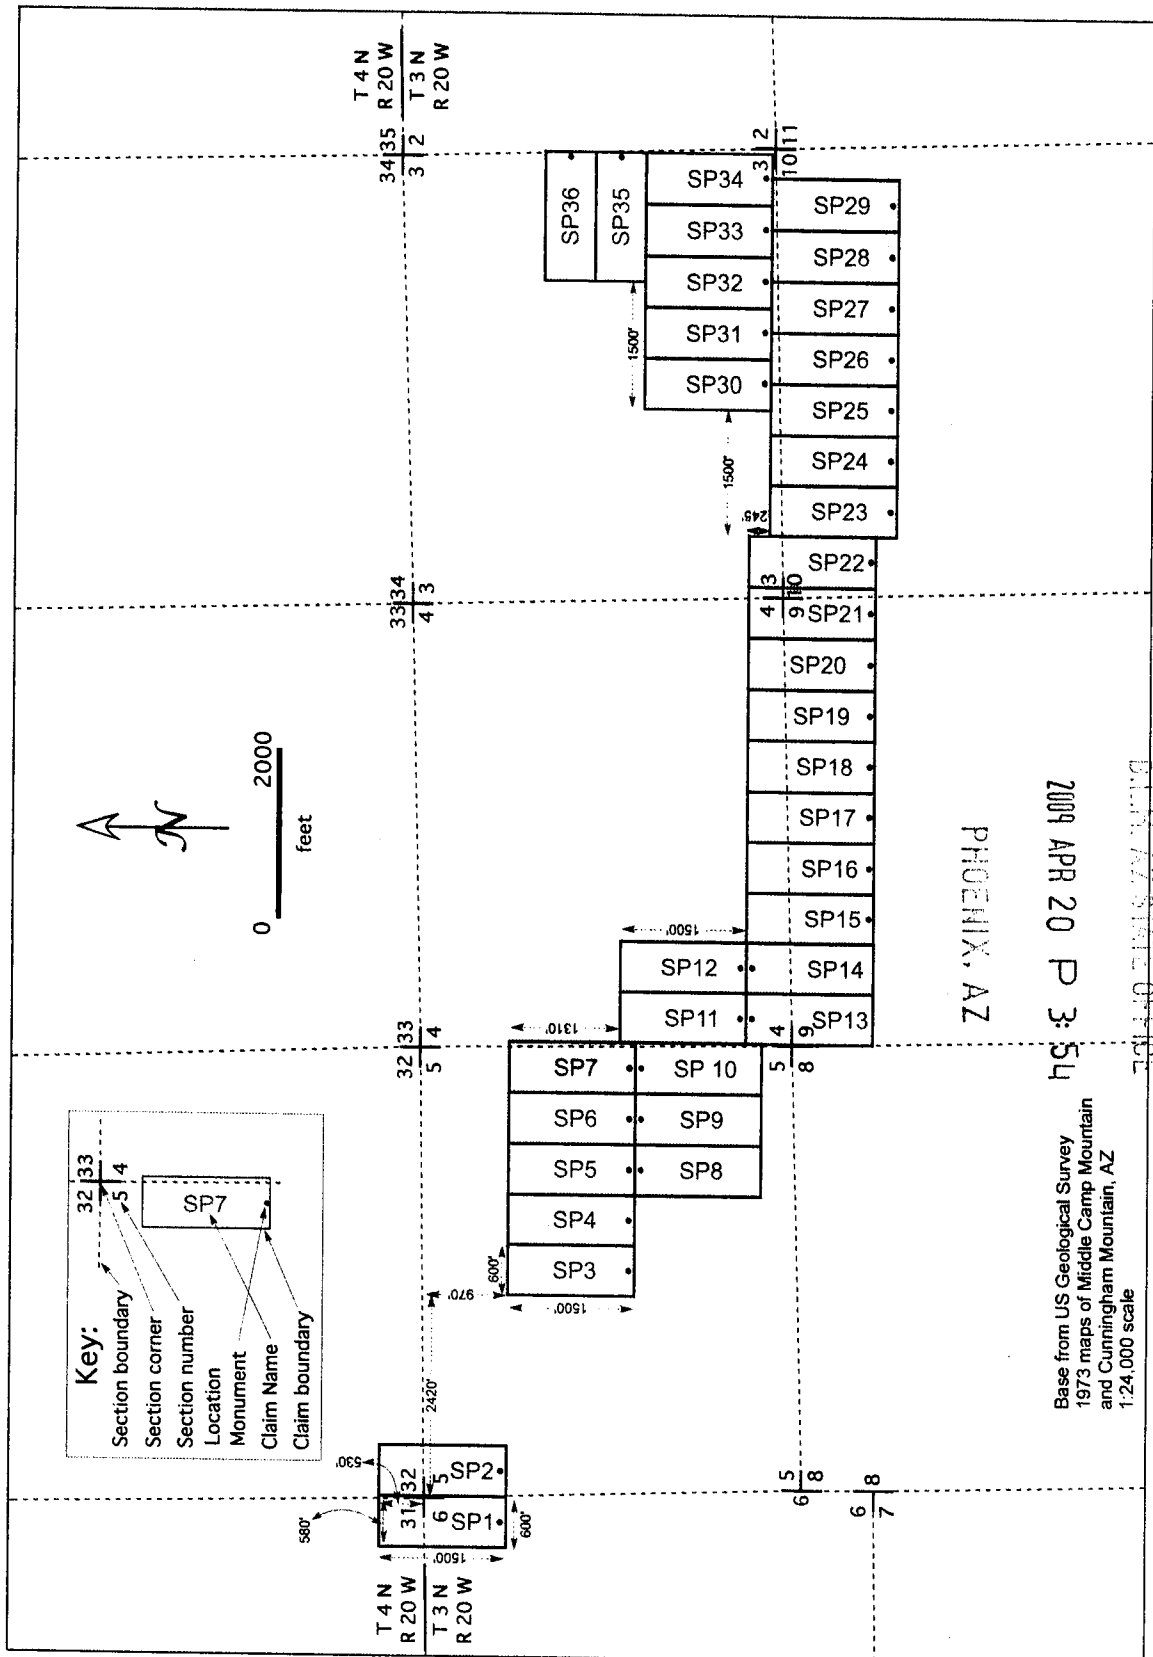 T 4 N
R 20 W
T 3 N
R 20 W
34 35
3 2
33 34
4 3
32 33
5 4
31 32
6 5
T 4 N
R 20 W
T 3 N
R 20 W
3 2
10 11
4 3
9 10
5 4
8 9
5
6 8
6 8
7
N
0 2000
feet
Key:
Section boundary
Section corner
Section number
Location
Monument
Claim Name
Claim boundary
32 33
5 4
SP7
SP1
SP2
SP3
SP4
SP5
SP6
SP7
SP8
SP9
SP 10
SP11
SP12
SP13
SP14
SP15
SP16
SP17
SP18
SP19
SP20
SP21
SP22
SP23
SP24
SP25
SP26
SP27
SP28
SP29
SP30
SP31
SP32
SP33
SP34
SP35
SP36
580'
530'
1500'
600'
2420'
970'
600'
1500'
1310'
1500'
245'
1500'
1500'
Base from US Geological Survey
1973 maps of Middle Camp Mountain
and Cunningham Mountain, AZ
1:24,000 scale
B.L.M. AZ STATE OFFICE
2009 APR 20 P 3:54
PHOENIX, AZ